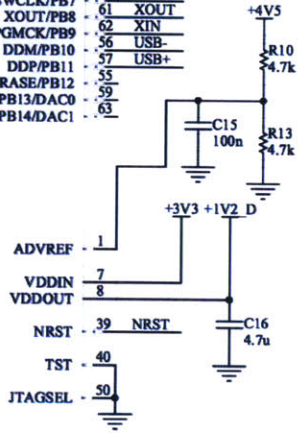 WCLK/PB7
XOUT/PB8 61 XOUT
PGMCK/PB9 62 XIN
DDM/PB10 56 USB-
DDP/PB11 57 USB+
RASE/PB12 55
PB13/DAC0 59
PB14/DAC1 63
+4V5
R10
4.7k
C15
100n
R13
4.7k
+3V3 +1V2_D
ADVREF 1
VDDIN 7
VDDOUT 8
NRST 39 NRST
C16
4.7u
TST 40
JTAGSEL 50